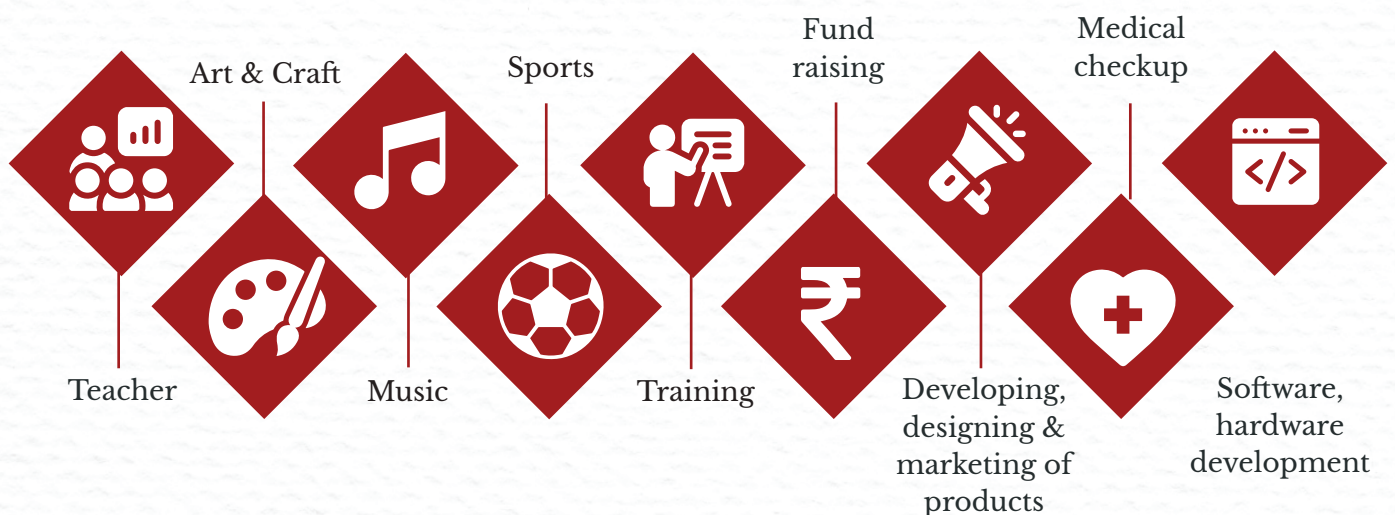 Teacher
Art & Craft
Music
Sports
Training
Fund
raising
Developing,
designing &
marketing of
products
Medical
checkup
Software,
hardware
development